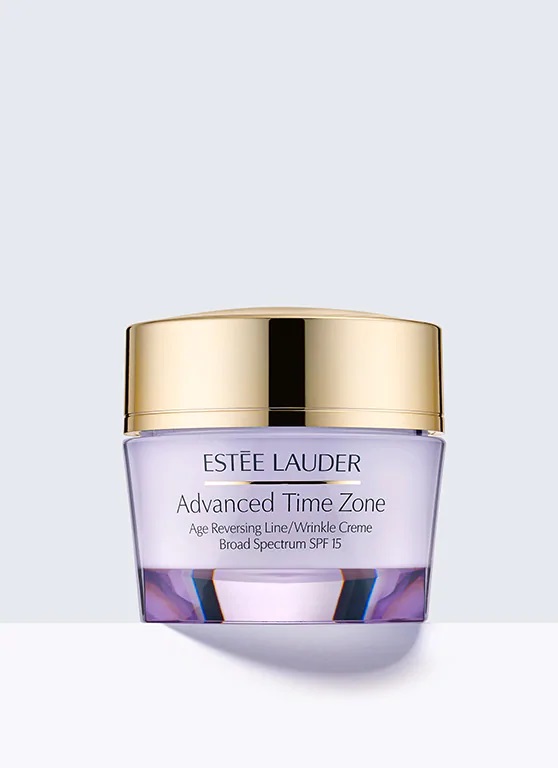 ESTĒE LAUDER
Advanced Time Zone
Age Reversing Line/Wrinkle Creme
Broad Spectrum SPF 15